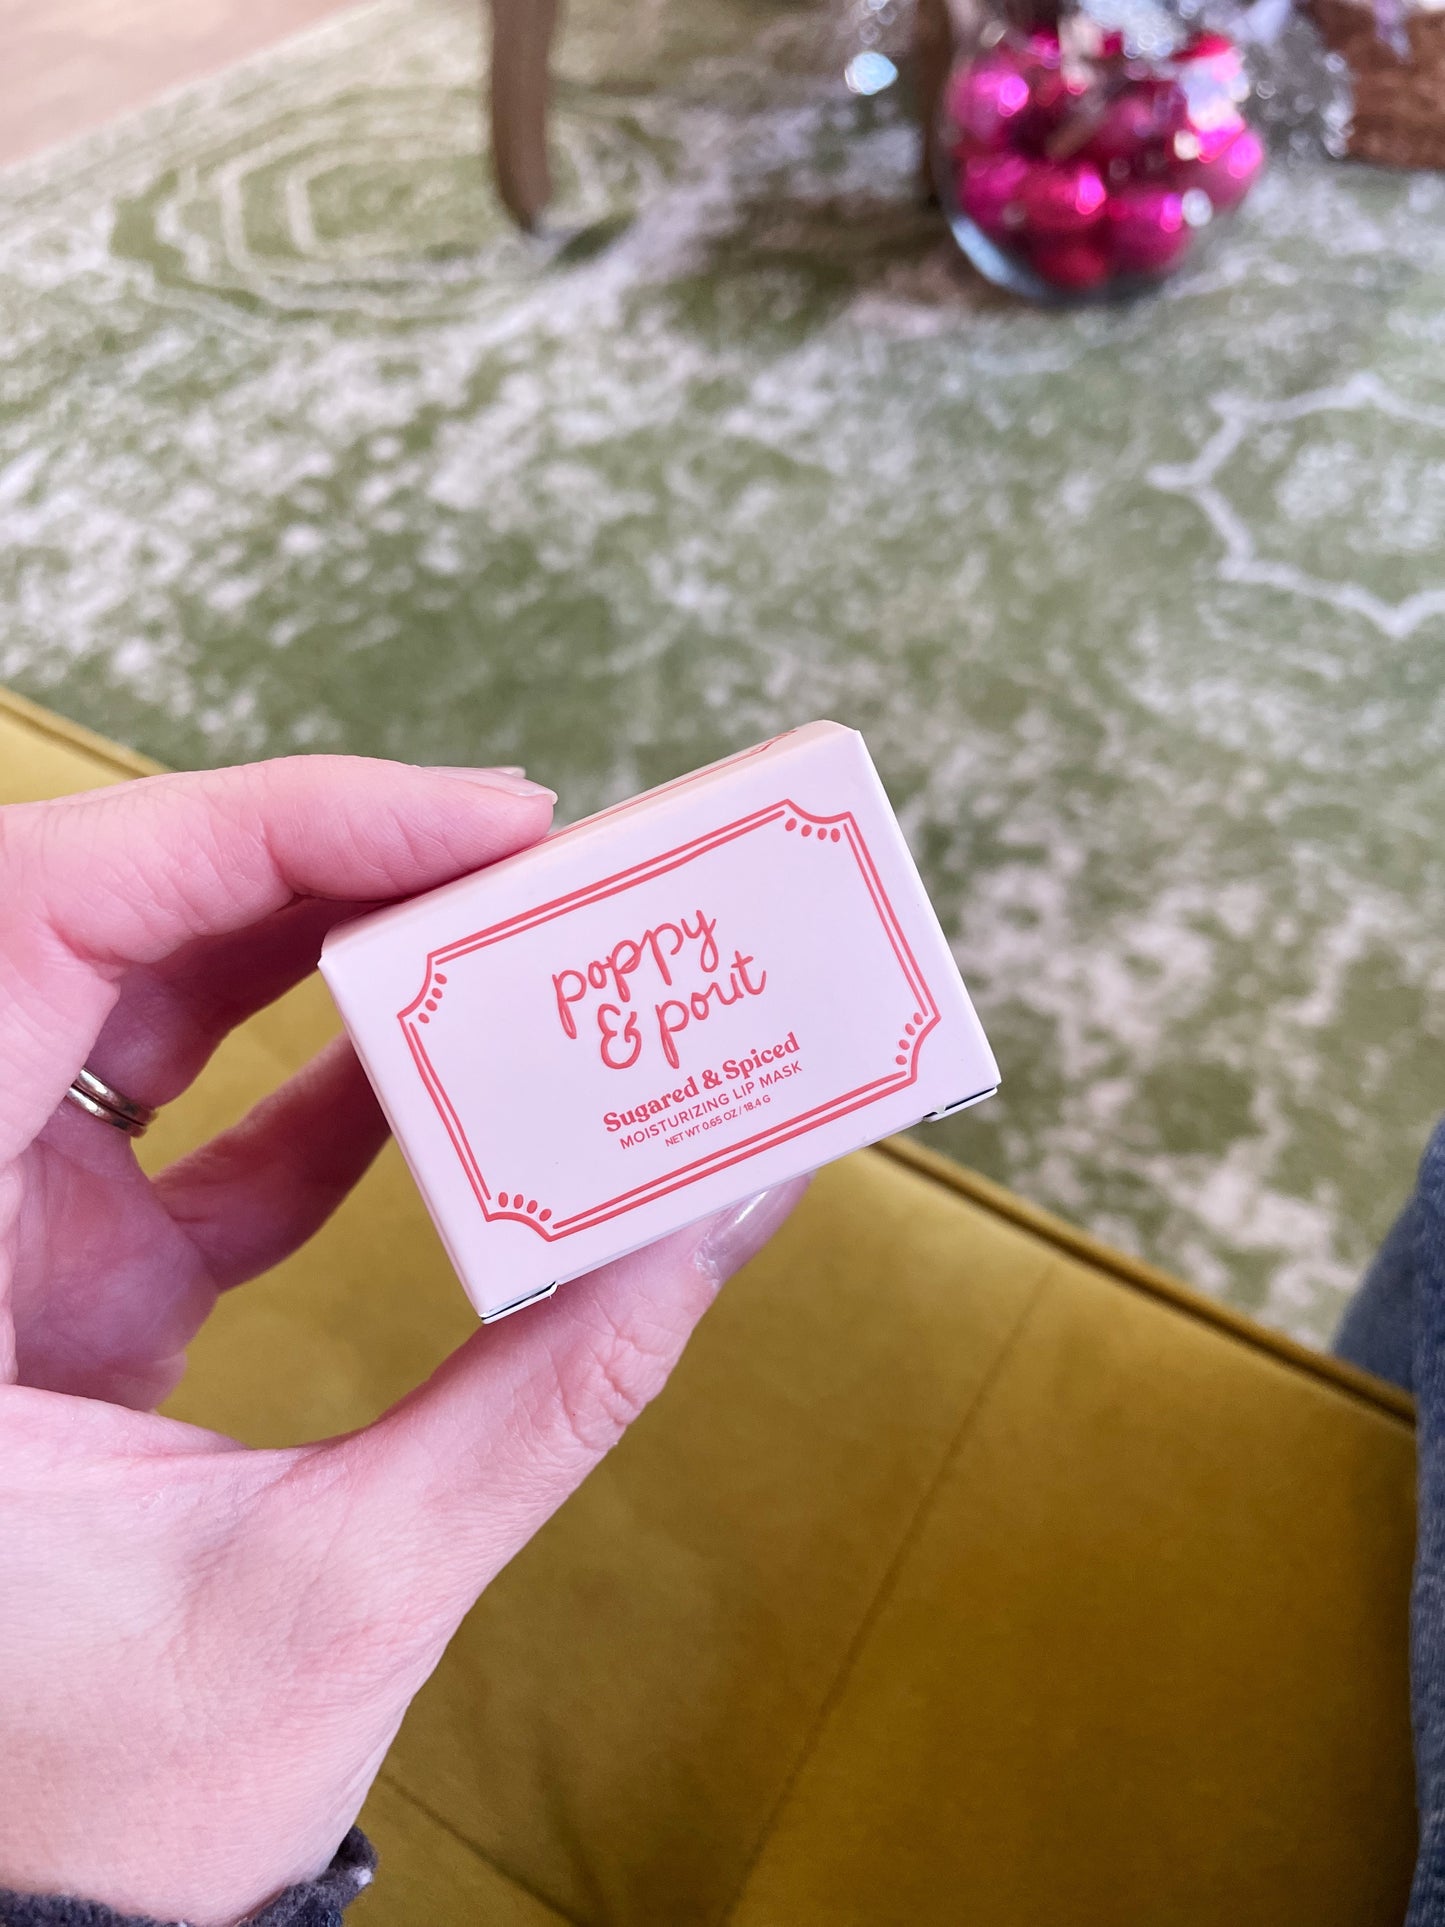 poppy
& pout
Sugared & Spiced
MOISTURIZING LIP MASK
NET WT 0.65 OZ / 18.4 G